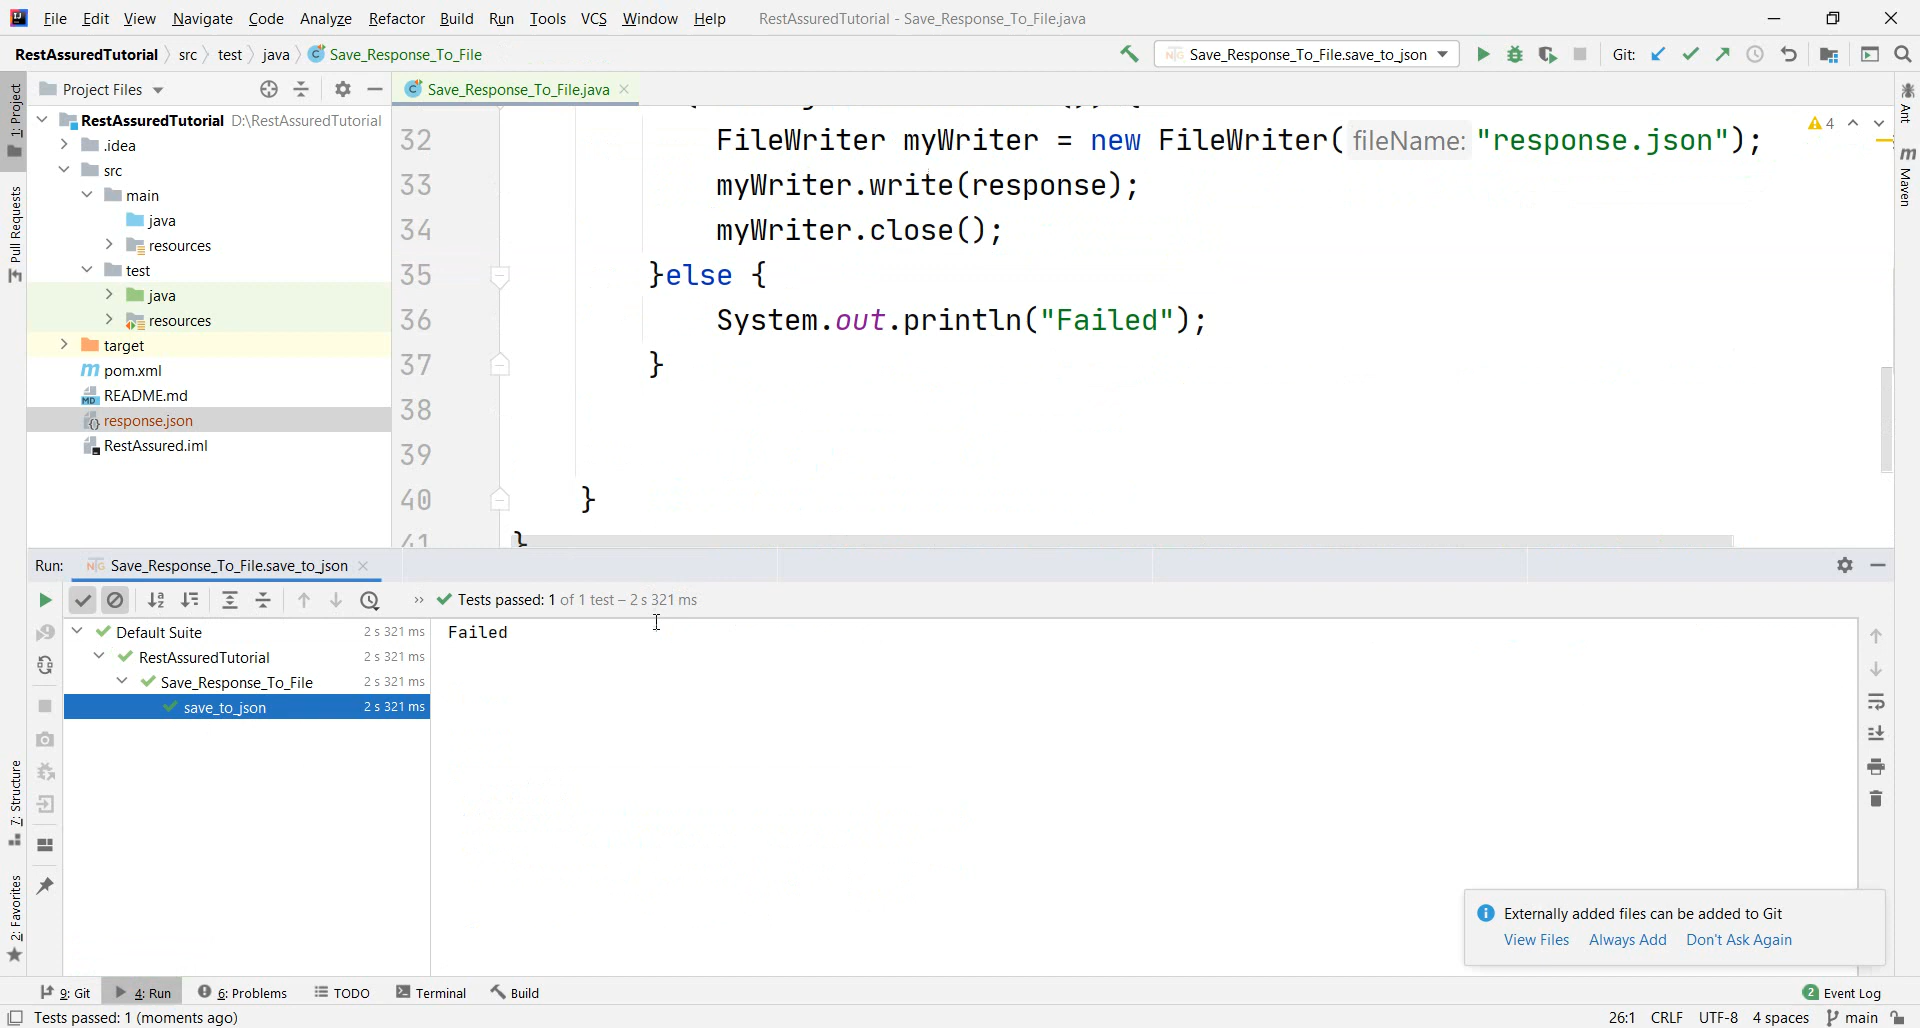 File Edit View Navigate Code Analyze Refactor Build Run Tools VCS Window Help RestAssuredTutorial - Save_Response_To_File.java
RestAssuredTutorial src test java Save_Response_To_File Save_Response_To_File.save_to_json Git:
Project Files Save_Response_To_File.java
RestAssuredTutorial D:\RestAssuredTutorial
.idea
src
main
java
resources
test
java
resources
target
pom.xml
README.md
response.json
RestAssured.iml
1: Project
Pull Requests
7: Structure
2: Favorites
Ant
Maven
4
32 FileWriter myWriter = new FileWriter( fileName: "response.json");
33 myWriter.write(response);
34 myWriter.close();
35 }else {
36 System.out.println("Failed");
37 }
38
39
40 }
41 }
Run: Save_Response_To_File.save_to_json
Tests passed: 1 of 1 test – 2 s 321 ms
Default Suite 2 s 321 ms
RestAssuredTutorial 2 s 321 ms
Save_Response_To_File 2 s 321 ms
save_to_json 2 s 321 ms
Failed
Externally added files can be added to Git
View Files Always Add Don't Ask Again
9: Git 4: Run 6: Problems TODO Terminal Build 2 Event Log
Tests passed: 1 (moments ago) 26:1 CRLF UTF-8 4 spaces main